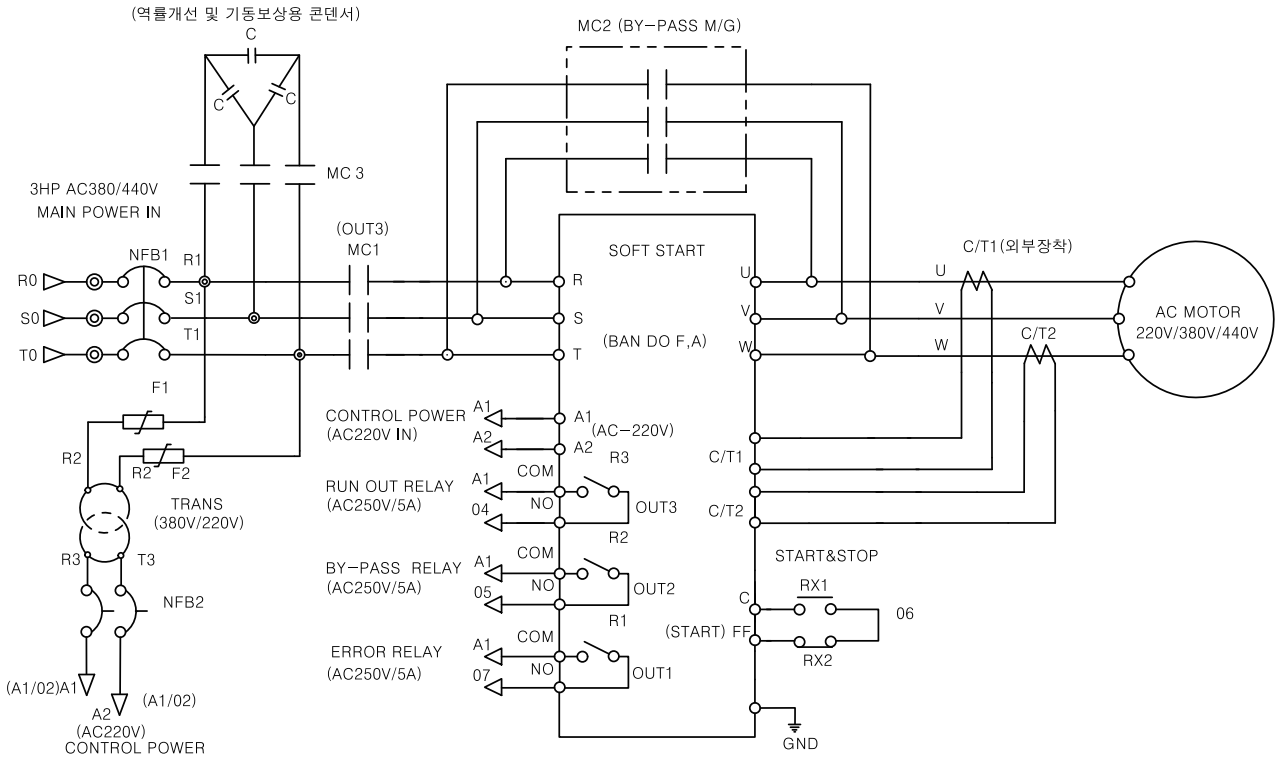 (역률개선 및 기동보상용 콘덴서)
C
C
C
MC2 (BY-PASS M/G)
MC 3
3HP AC380/440V
MAIN POWER IN
(OUT3)
MC1
NFB1
R1
S1
T1
R0
S0
T0
SOFT START
(BAN DO F,A)
R
S
T
U
V
W
U
V
W
C/T1(외부장착)
C/T2
AC MOTOR
220V/380V/440V
F1
R2
R2
F2
TRANS
(380V/220V)
R3
T3
NFB2
(A1/02)A1
(A1/02)
A2
(AC220V)
CONTROL POWER
CONTROL POWER
(AC220V IN)
A1
A2
A1
A2
(AC-220V)
R3
RUN OUT RELAY
(AC250V/5A)
A1
04
COM
NO
OUT3
R2
BY-PASS RELAY
(AC250V/5A)
A1
05
COM
NO
OUT2
R1
ERROR RELAY
(AC250V/5A)
A1
07
COM
NO
OUT1
C/T1
C/T2
START&STOP
C
RX1
06
(START) FF
RX2
GND